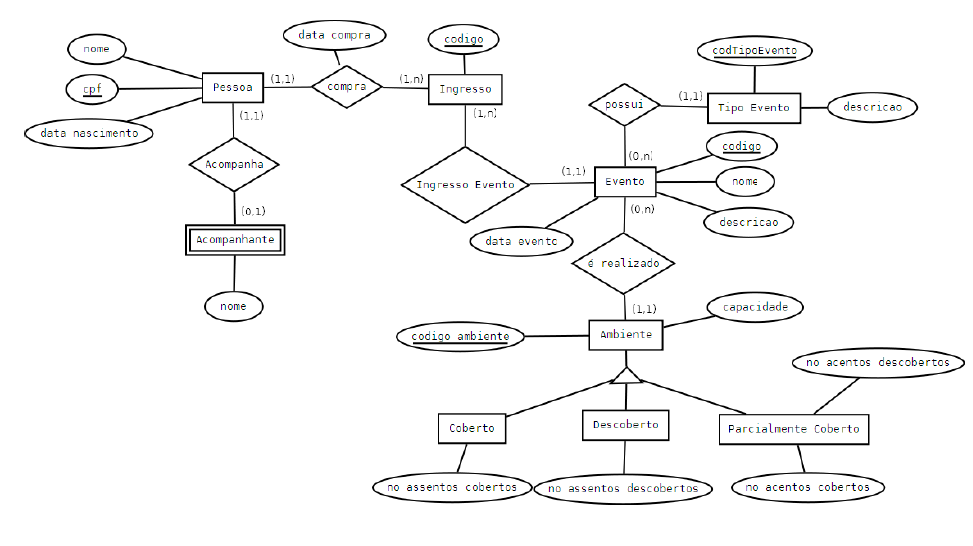 data compra
codigo
nome
codTipoEvento
(1,1)
(1,n)
cpf
Pessoa
compra
Ingresso
(1,1)
possui
Tipo Evento
descricao
(1,1)
(1,n)
data nascimento
codigo
Acompanha
(0,n)
(1,1)
Ingresso Evento
Evento
nome
(0,1)
(0,n)
descricao
Acompanhante
data evento
é realizado
nome
(1,1)
capacidade
codigo ambiente
Ambiente
no acentos descobertos
Coberto
Descoberto
Parcialmente Coberto
no assentos cobertos
no assentos descobertos
no acentos cobertos